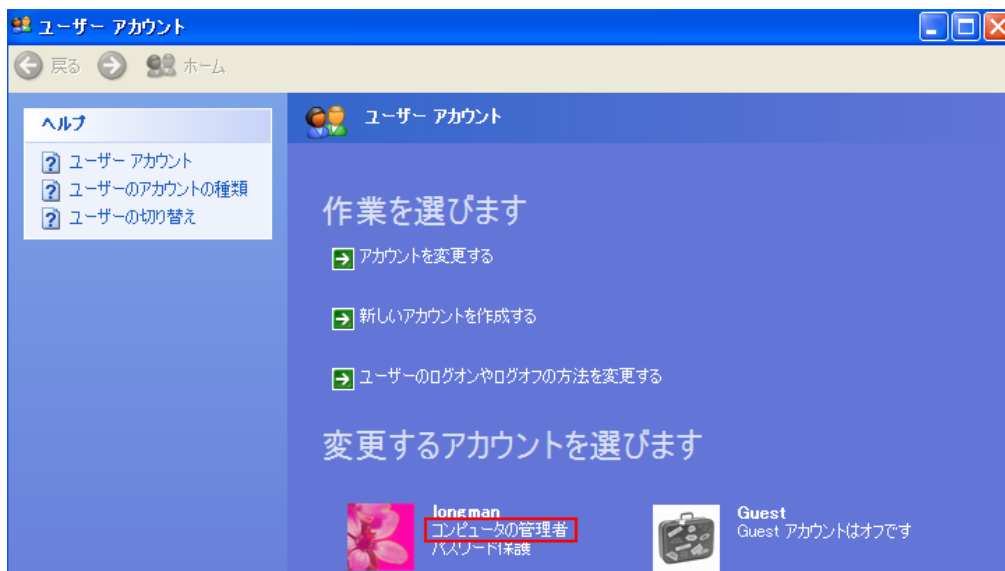 ユーザー アカウント
戻る ホーム
ヘルプ
ユーザー アカウント
ユーザーのアカウントの種類
ユーザーの切り替え
ユーザー アカウント
作業を選びます
アカウントを変更する
新しいアカウントを作成する
ユーザーのログオンやログオフの方法を変更する
変更するアカウントを選びます
longman
コンピュータの管理者
パスワード保護
Guest
Guest アカウントはオフです